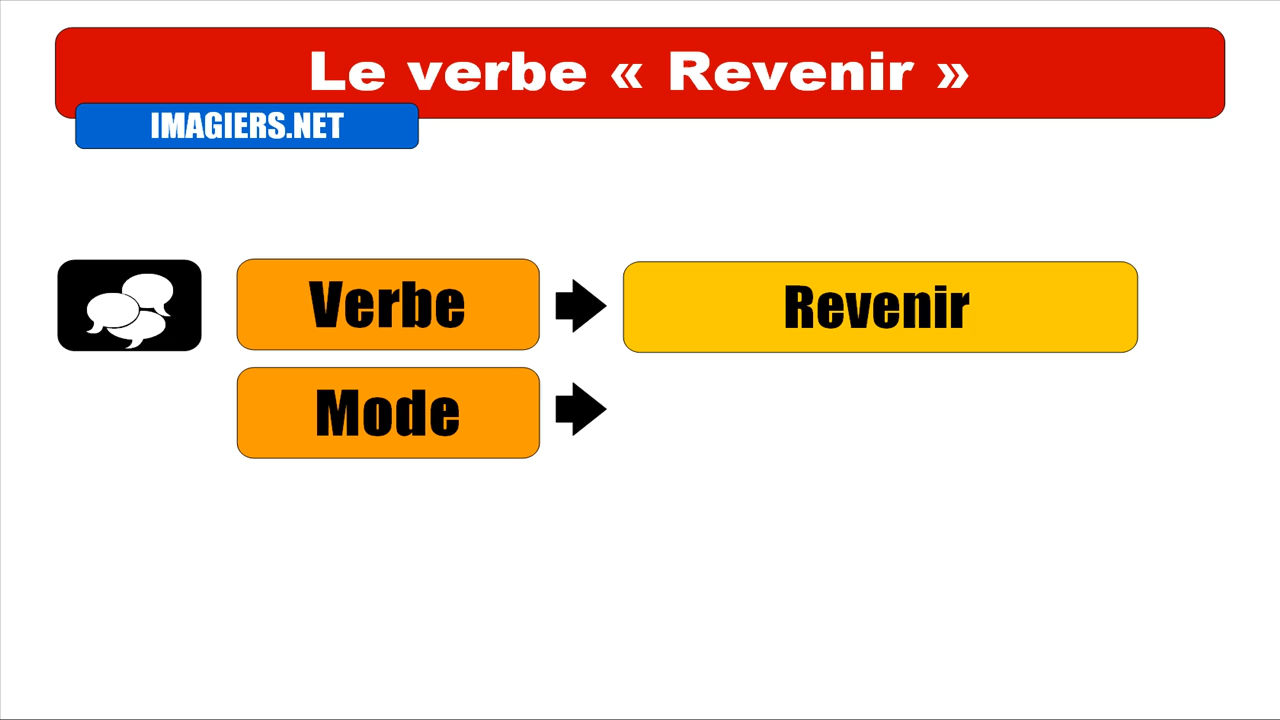 Le verbe « Revenir »
IMAGIERS.NET
Verbe
Revenir
Mode